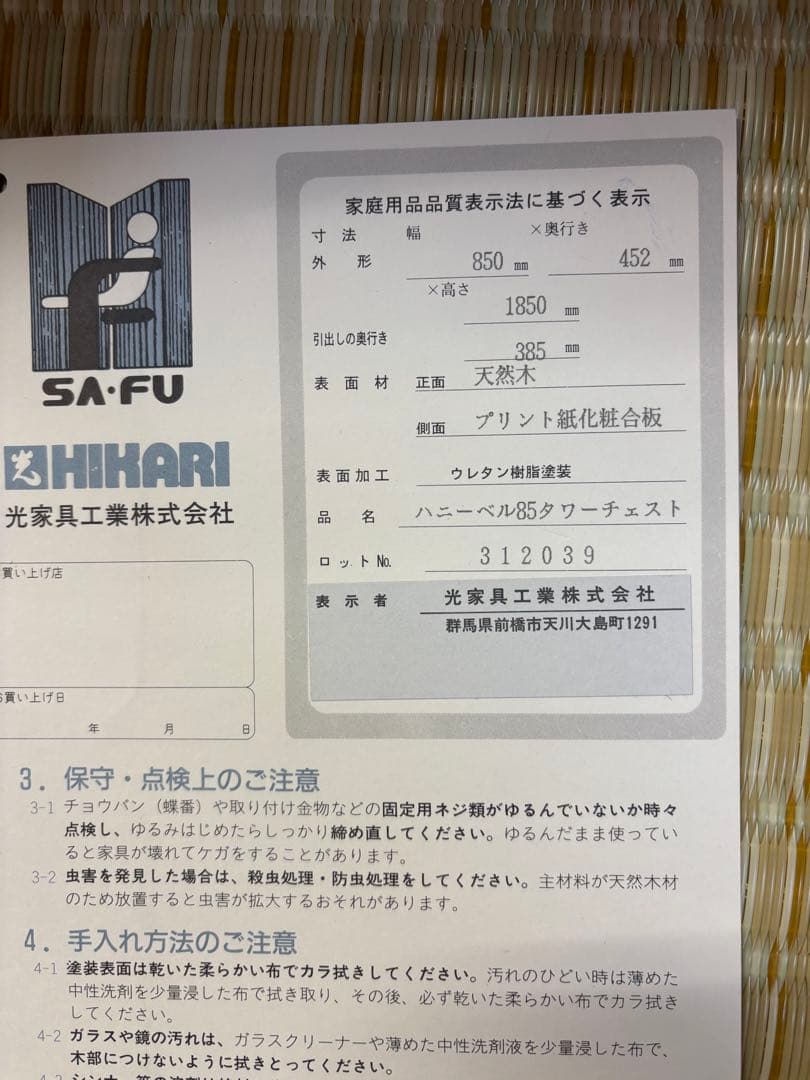 SA・FU
光 HIKARI
光家具工業株式会社
買い上げ店
買い上げ日
年 月 日
家庭用品品質表示法に基づく表示
寸法 幅 ×奥行き
外形 850 mm 452 mm
×高さ
1850 mm
引出しの奥行き
385 mm
表面材 正面 天然木
側面 プリント紙化粧合板
表面加工 ウレタン樹脂塗装
品名 ハニーベル85タワーチェスト
ロットNo. 312039
表示者 光家具工業株式会社
群馬県前橋市天川大島町1291
3. 保守・点検上のご注意
3-1 チョウバン（蝶番）や取り付け金物などの固定用ネジ類がゆるんでいないか時々
点検し、ゆるみはじめたらしっかり締め直してください。ゆるんだまま使ってい
ると家具が壊れてケガをすることがあります。
3-2 虫害を発見した場合は、殺虫処理・防虫処理をしてください。主材料が天然木材
のため放置すると虫害が拡大するおそれがあります。
4. 手入れ方法のご注意
4-1 塗装表面は乾いた柔らかい布でカラ拭きしてください。汚れのひどい時は薄めた
中性洗剤を少量浸した布で拭き取り、その後、必ず乾いた柔らかい布でカラ拭き
してください。
4-2 ガラスや鏡の汚れは、ガラスクリーナーや薄めた中性洗剤液を少量浸した布で、
木部につけないように拭きとってください。